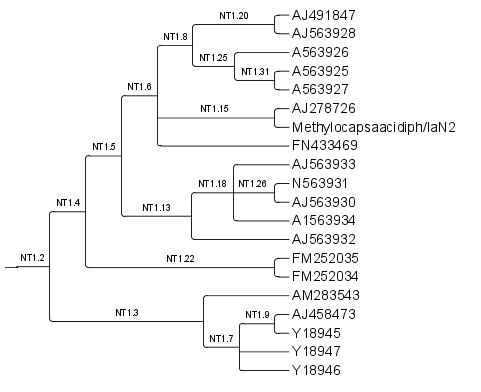 NT1.20
AJ491847
NT1.8
AJ563928
NT1.25
A563926
NT1.31
A563925
NT1.6
A563927
NT1.15
AJ278726
Methylocapsaacidiph/laN2
NT1.5
FN433469
AJ563933
NT1.18
NT1.26
N563931
NT1.4
NT1.13
AJ563930
A1563934
AJ563932
NT1.2
NT1.22
FM252035
FM252034
AM283543
NT1.3
NT1.9
AJ458473
NT1.7
Y18945
Y18947
Y18946